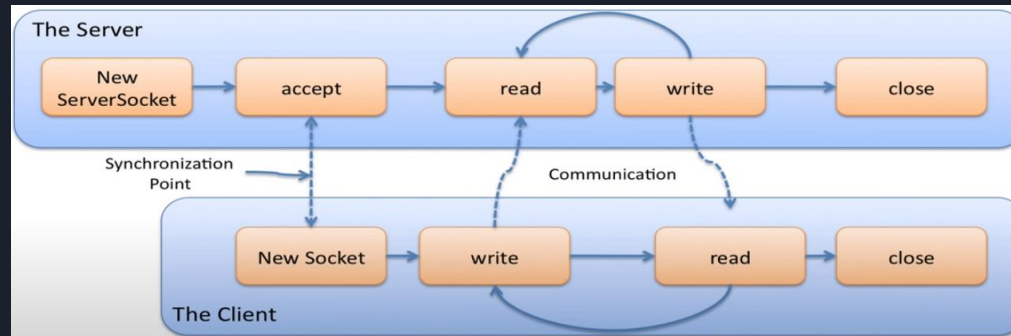 The Server
New
ServerSocket
accept
read
write
close
Synchronization
Point
Communication
New Socket
write
read
close
The Client